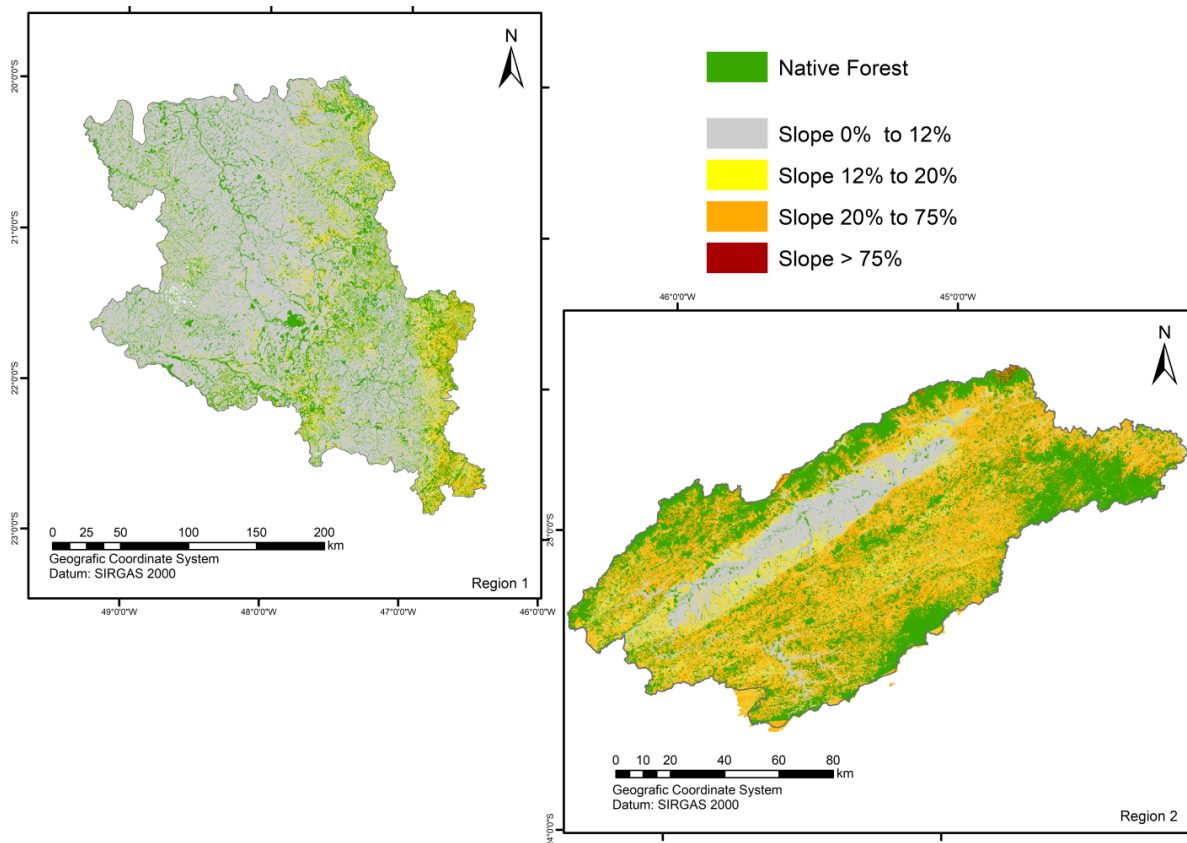 N
20°0'0"S
21°0'0"S
22°0'0"S
23°0'0"S
0 25 50 100 150 200
km
Geografic Coordinate System
Datum: SIRGAS 2000
Region 1
49°0'0"W 48°0'0"W 47°0'0"W 46°0'0"W
Native Forest
Slope 0% to 12%
Slope 12% to 20%
Slope 20% to 75%
Slope > 75%
46°0'0"W 45°0'0"W
N
0 10 20 40 60 80
km
Geografic Coordinate System
Datum: SIRGAS 2000
Region 2